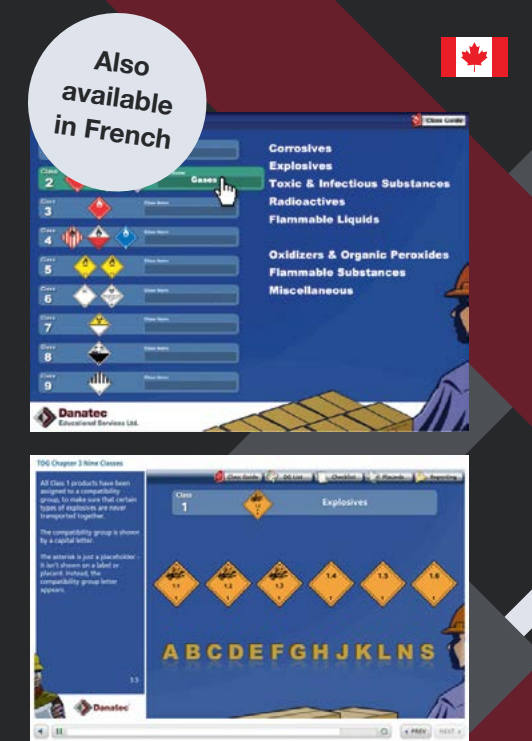 Also
available
in French
Class Guide
Corrosives
Explosives
Class
2
Gases
Toxic & Infectious Substances
Radioactives
Class
3
Flammable Liquids
Class
4
Class
5
Oxidizers & Organic Peroxides
Flammable Substances
Class
6
Miscellaneous
Class
7
Class
8
Class
9
Danatec
Educational Services Ltd.
TDG Chapter 3 Nine Classes
Class Guide
DG List
Checklist
Placards
Reporting
All Class 1 products have been
assigned to a compatibility
group, to make sure that certain
types of explosives are never
transported together.
Class
1
Explosives
The compatibility group is shown
by a capital letter.
The asterisk is just a placeholder -
it isn't shown on a label or
placard. Instead, the
compatibility group letter
appears.
1.1
1.2
1.3
1.4
1.5
1.6
1
1
1
1
1
1
A B C D E F G H J K L N S
Danatec
PREV
NEXT